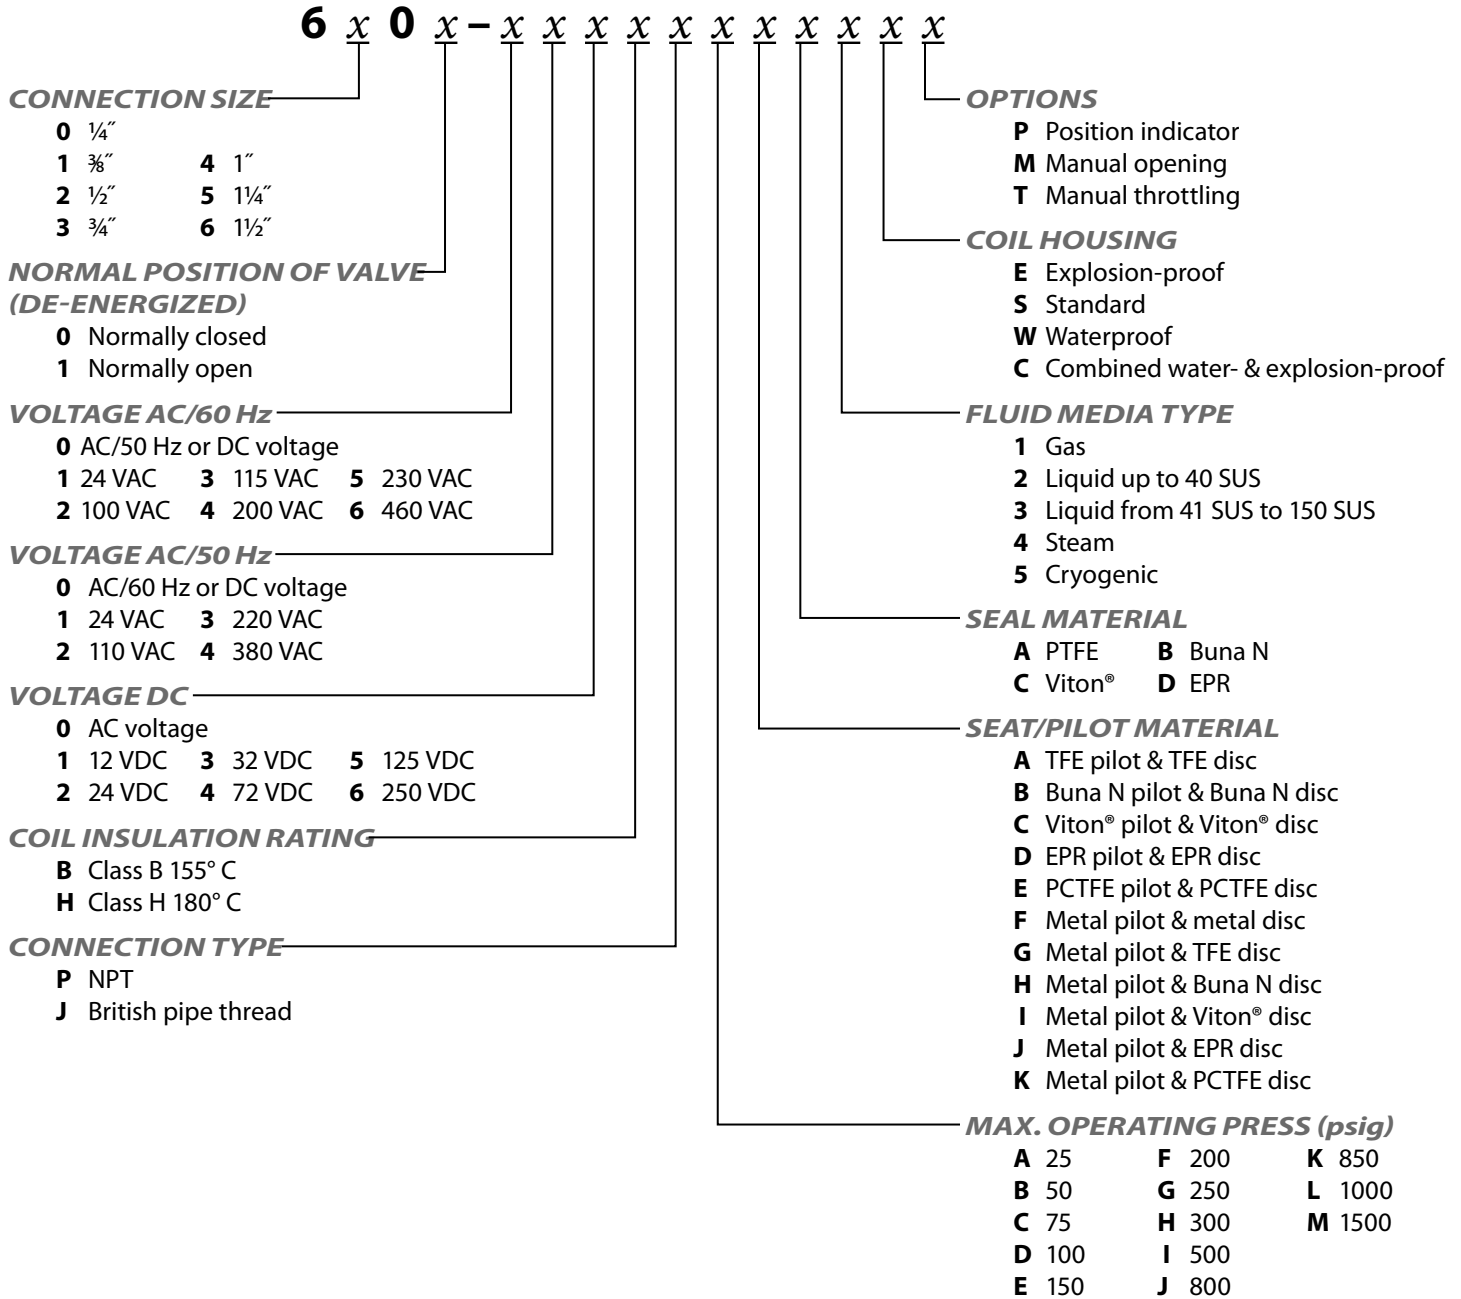 6 x 0 x – x x x x x x x x x x x
CONNECTION SIZE
0 ¼˝
1 ⅜˝ 4 1˝
2 ½˝ 5 1¼˝
3 ¾˝ 6 1½˝
NORMAL POSITION OF VALVE
(DE-ENERGIZED)
0 Normally closed
1 Normally open
VOLTAGE AC/60 Hz
0 AC/50 Hz or DC voltage
1 24 VAC 3 115 VAC 5 230 VAC
2 100 VAC 4 200 VAC 6 460 VAC
VOLTAGE AC/50 Hz
0 AC/60 Hz or DC voltage
1 24 VAC 3 220 VAC
2 110 VAC 4 380 VAC
VOLTAGE DC
0 AC voltage
1 12 VDC 3 32 VDC 5 125 VDC
2 24 VDC 4 72 VDC 6 250 VDC
COIL INSULATION RATING
B Class B 155° C
H Class H 180° C
CONNECTION TYPE
P NPT
J British pipe thread
OPTIONS
P Position indicator
M Manual opening
T Manual throttling
COIL HOUSING
E Explosion-proof
S Standard
W Waterproof
C Combined water- & explosion-proof
FLUID MEDIA TYPE
1 Gas
2 Liquid up to 40 SUS
3 Liquid from 41 SUS to 150 SUS
4 Steam
5 Cryogenic
SEAL MATERIAL
A PTFE B Buna N
C Viton® D EPR
SEAT/PILOT MATERIAL
A TFE pilot & TFE disc
B Buna N pilot & Buna N disc
C Viton® pilot & Viton® disc
D EPR pilot & EPR disc
E PCTFE pilot & PCTFE disc
F Metal pilot & metal disc
G Metal pilot & TFE disc
H Metal pilot & Buna N disc
I Metal pilot & Viton® disc
J Metal pilot & EPR disc
K Metal pilot & PCTFE disc
MAX. OPERATING PRESS (psig)
A 25 F 200 K 850
B 50 G 250 L 1000
C 75 H 300 M 1500
D 100 I 500
E 150 J 800